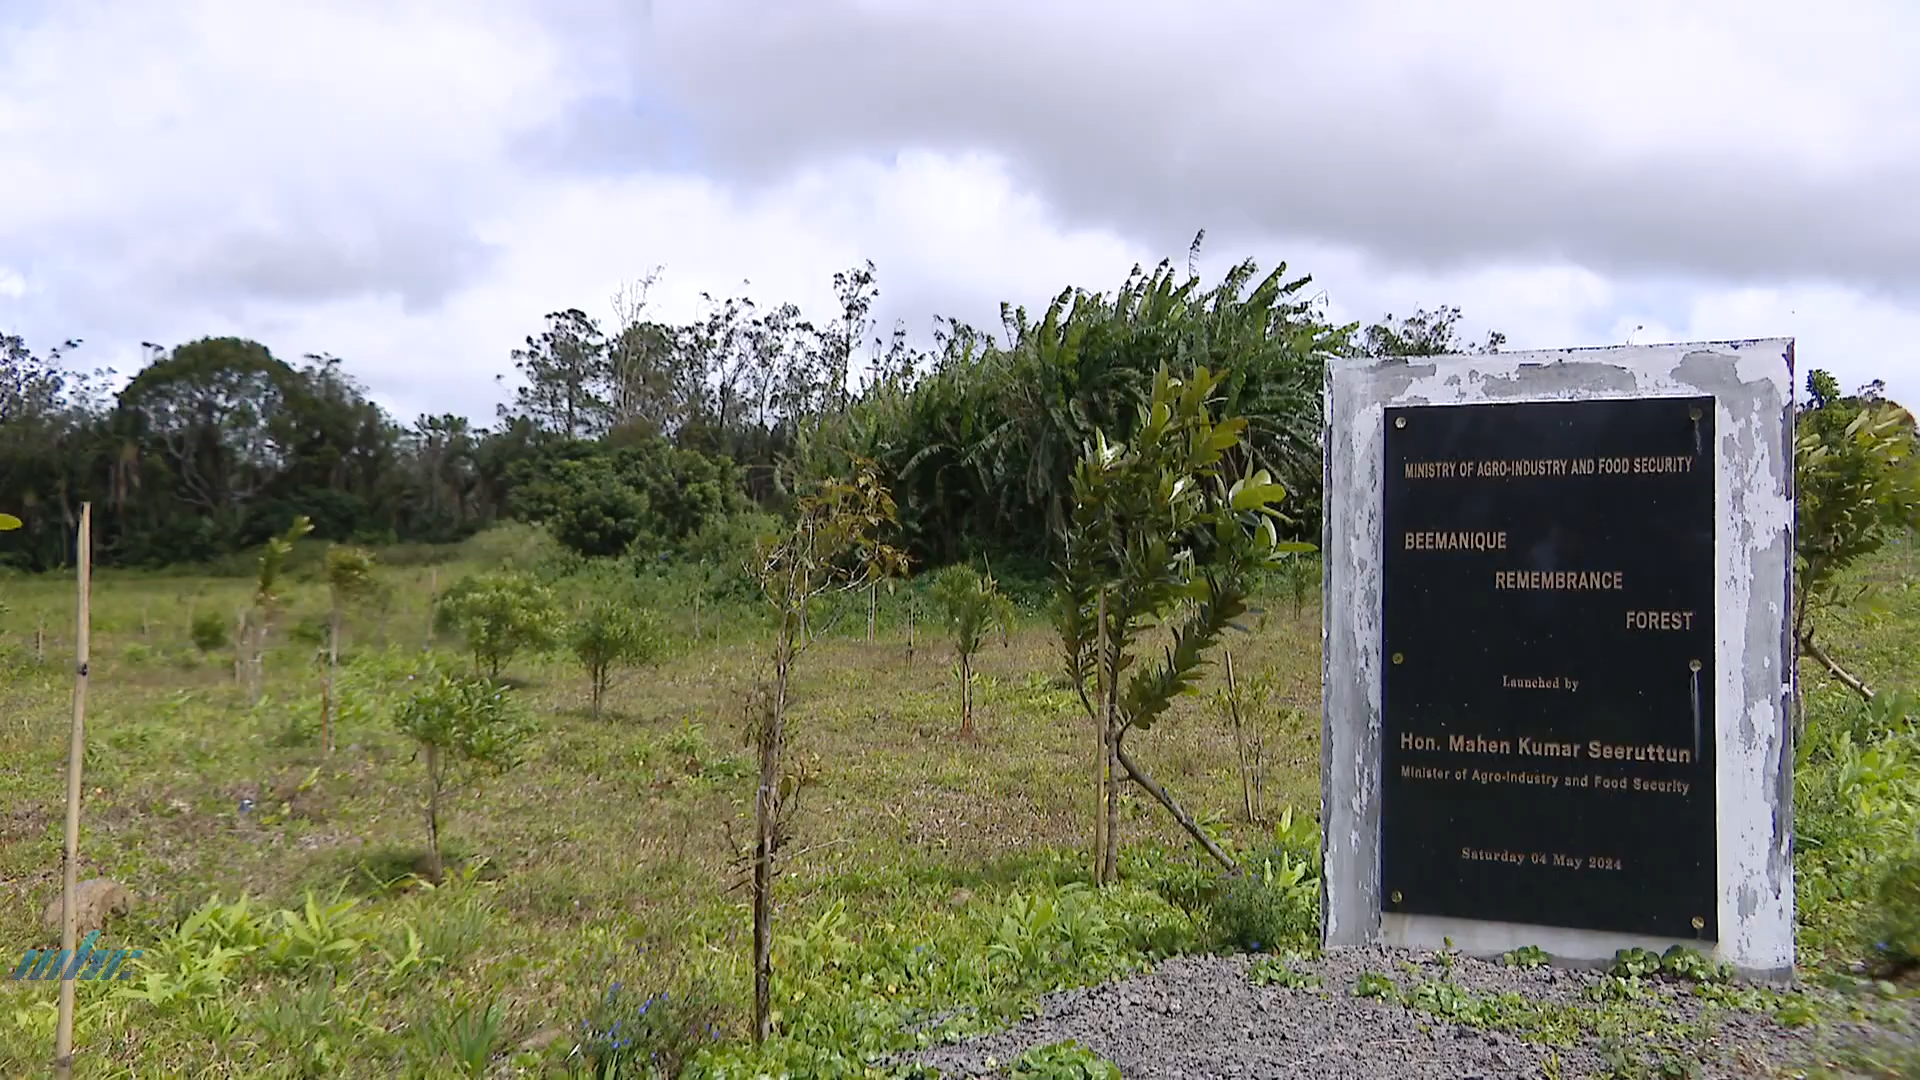 MINISTRY OF AGRO-INDUSTRY AND FOOD SECURITY
BEEMANIQUE
REMEMBRANCE
FOREST
Launched by
Hon. Mahen Kumar Seeruttun
Minister of Agro-Industry and Food Security
Saturday 04 May 2024